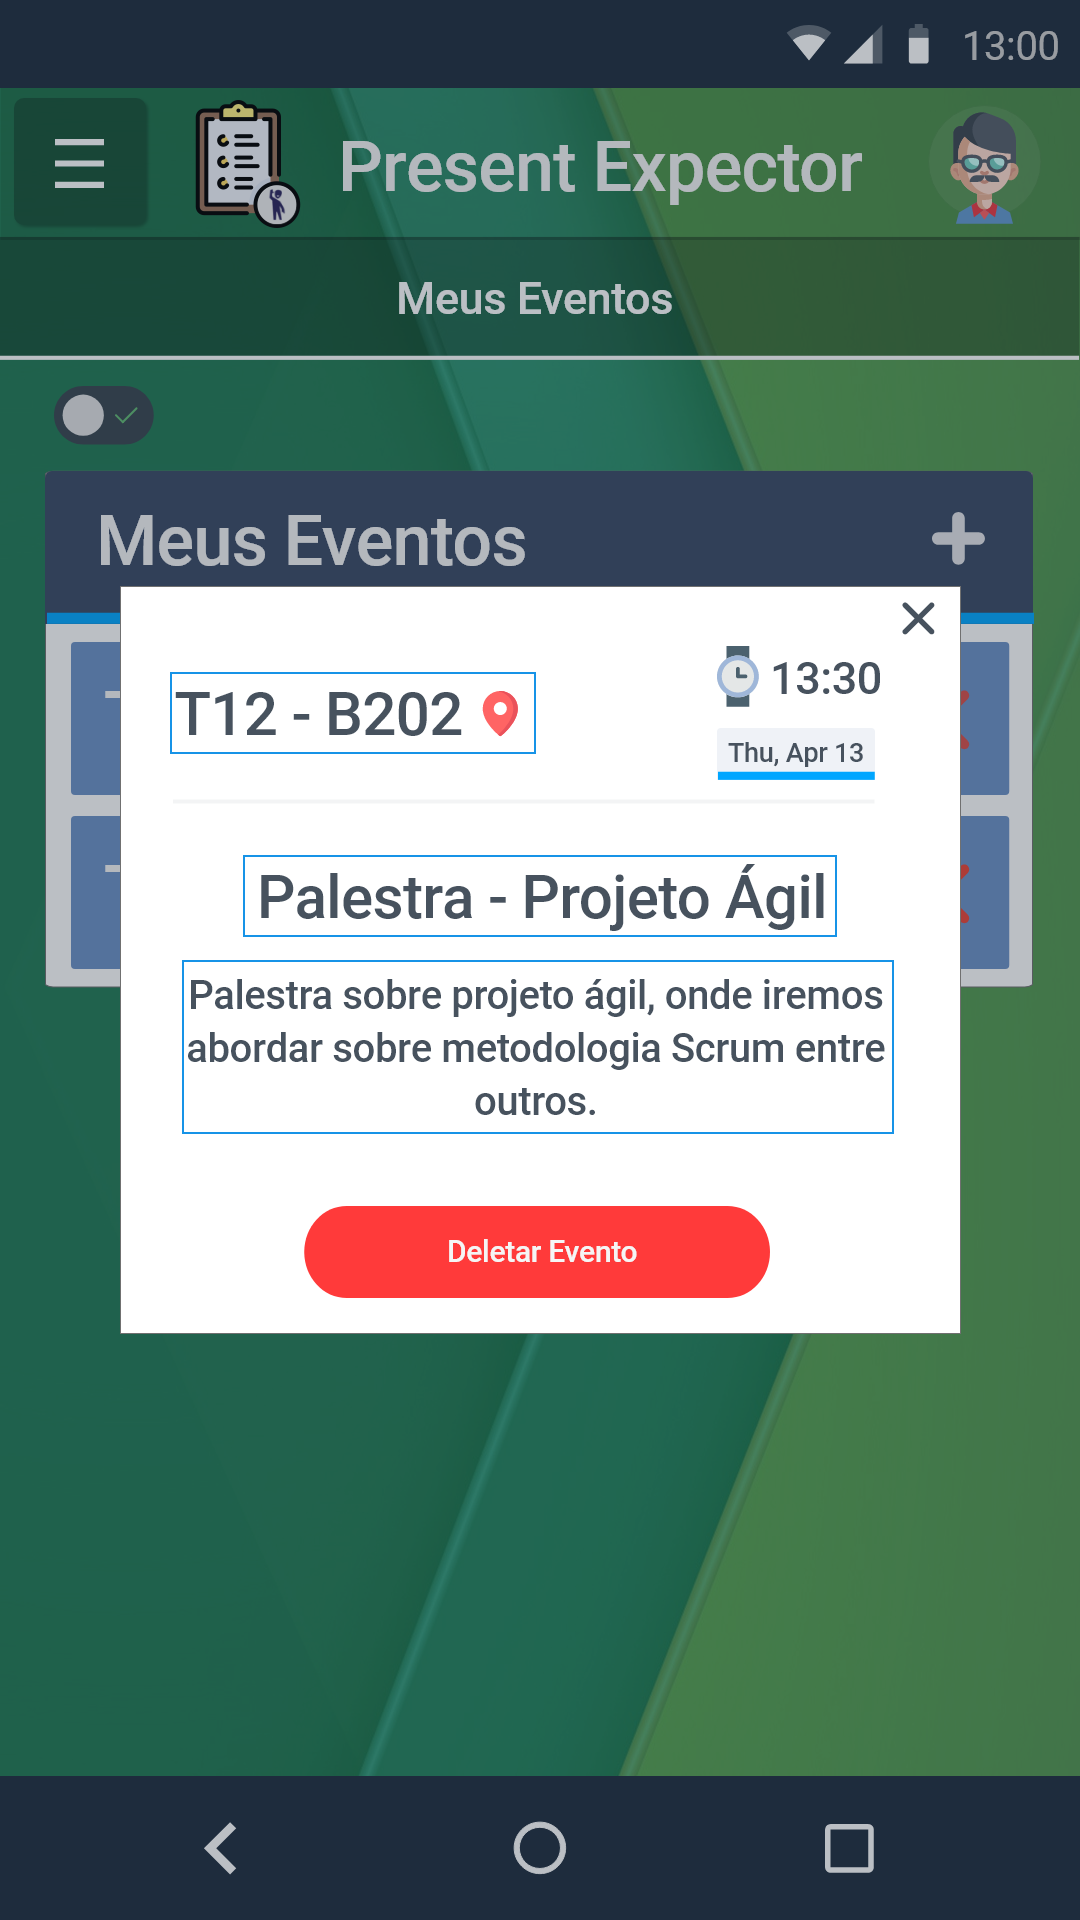 13:00
Present Expector
Meus Eventos
Meus Eventos
13:30
T12 - B202
Thu, Apr 13
Palestra - Projeto Ágil
Palestra sobre projeto ágil, onde iremos
abordar sobre metodologia Scrum entre
outros.
Deletar Evento